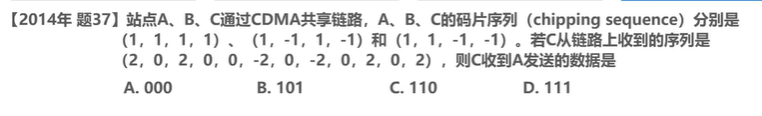 【2014年 题37】站点A、B、C通过CDMA共享链路，A、B、C的码片序列（chipping sequence）分别是
（1，1，1，1）、（1，-1，1，-1）和（1，1，-1，-1）。若C从链路上收到的序列是
（2，0，2，0，0，-2，0，-2，0，2，0，2），则C收到A发送的数据是
A. 000 B. 101 C. 110 D. 111